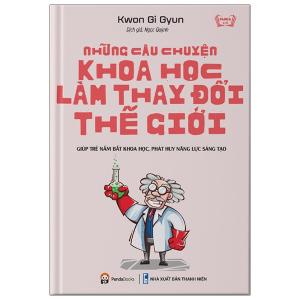 Kwon Gi Gyun
Dịch giả: Ngọc Quỳnh
NHỮNG CÂU CHUYỆN
KHOA HỌC
LÀM THAY ĐỔI
THẾ GIỚI
GIÚP TRẺ NẮM BẮT KHOA HỌC, PHÁT HUY NĂNG LỰC SÁNG TẠO
PandaBooks
NHÀ XUẤT BẢN THANH NIÊN